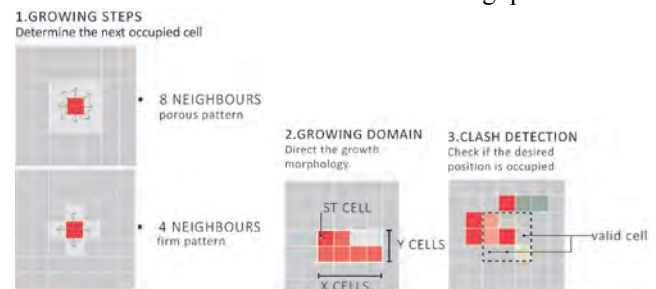 1.GROWING STEPS
Determine the next occupied cell
8 NEIGHBOURS
porous pattern
4 NEIGHBOURS
firm pattern
2.GROWING DOMAIN
Direct the growth
morphology.
ST CELL
Y CELLS
X CELLS
3.CLASH DETECTION
Check if the desired
position is occupied
valid cell